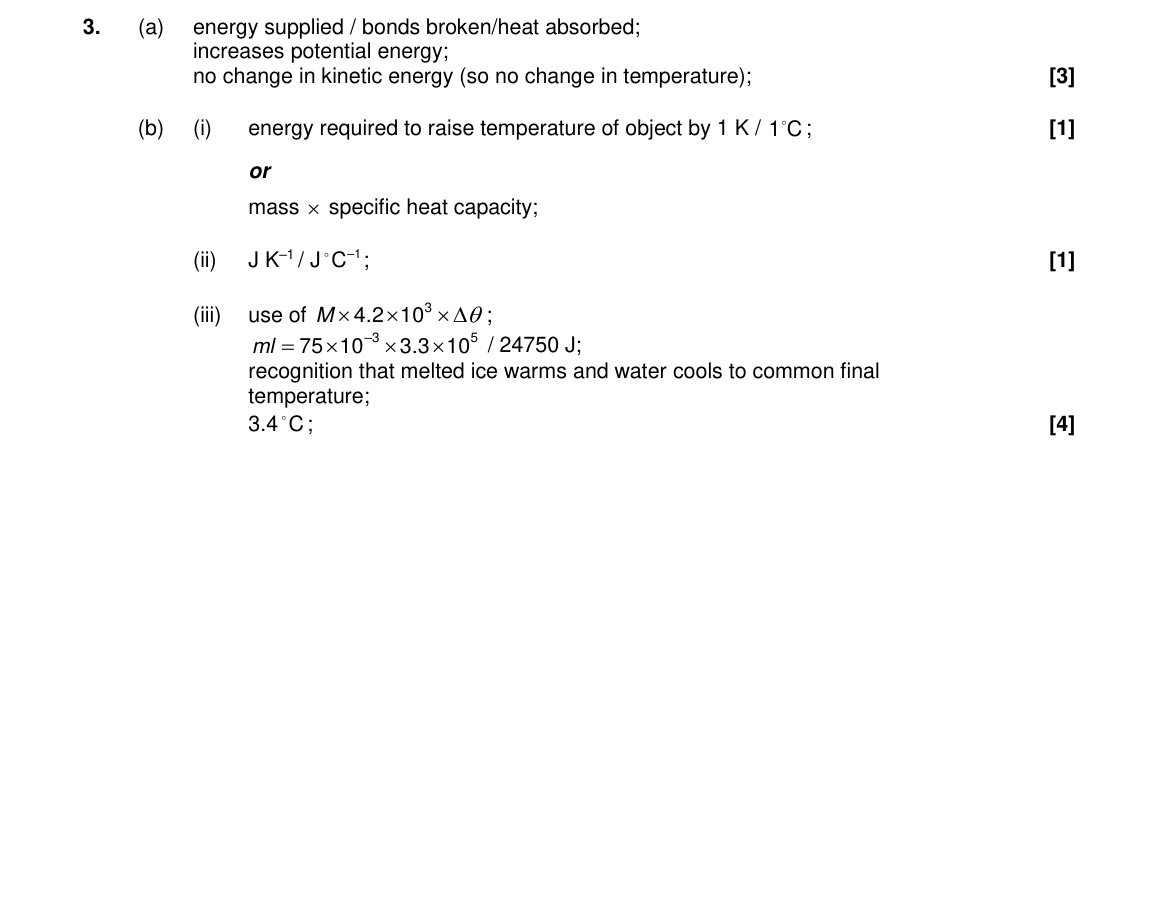 3. (a) energy supplied / bonds broken/heat absorbed;
increases potential energy;
no change in kinetic energy (so no change in temperature); [3]
(b) (i) energy required to raise temperature of object by 1 K / 1°C ; [1]
or
mass × specific heat capacity;
(ii) J K⁻¹ / J°C⁻¹ ; [1]
(iii) use of M×4.2×10³ ×Δθ ;
ml = 75×10⁻³ ×3.3×10⁵ / 24750 J;
recognition that melted ice warms and water cools to common final
temperature;
3.4°C ; [4]